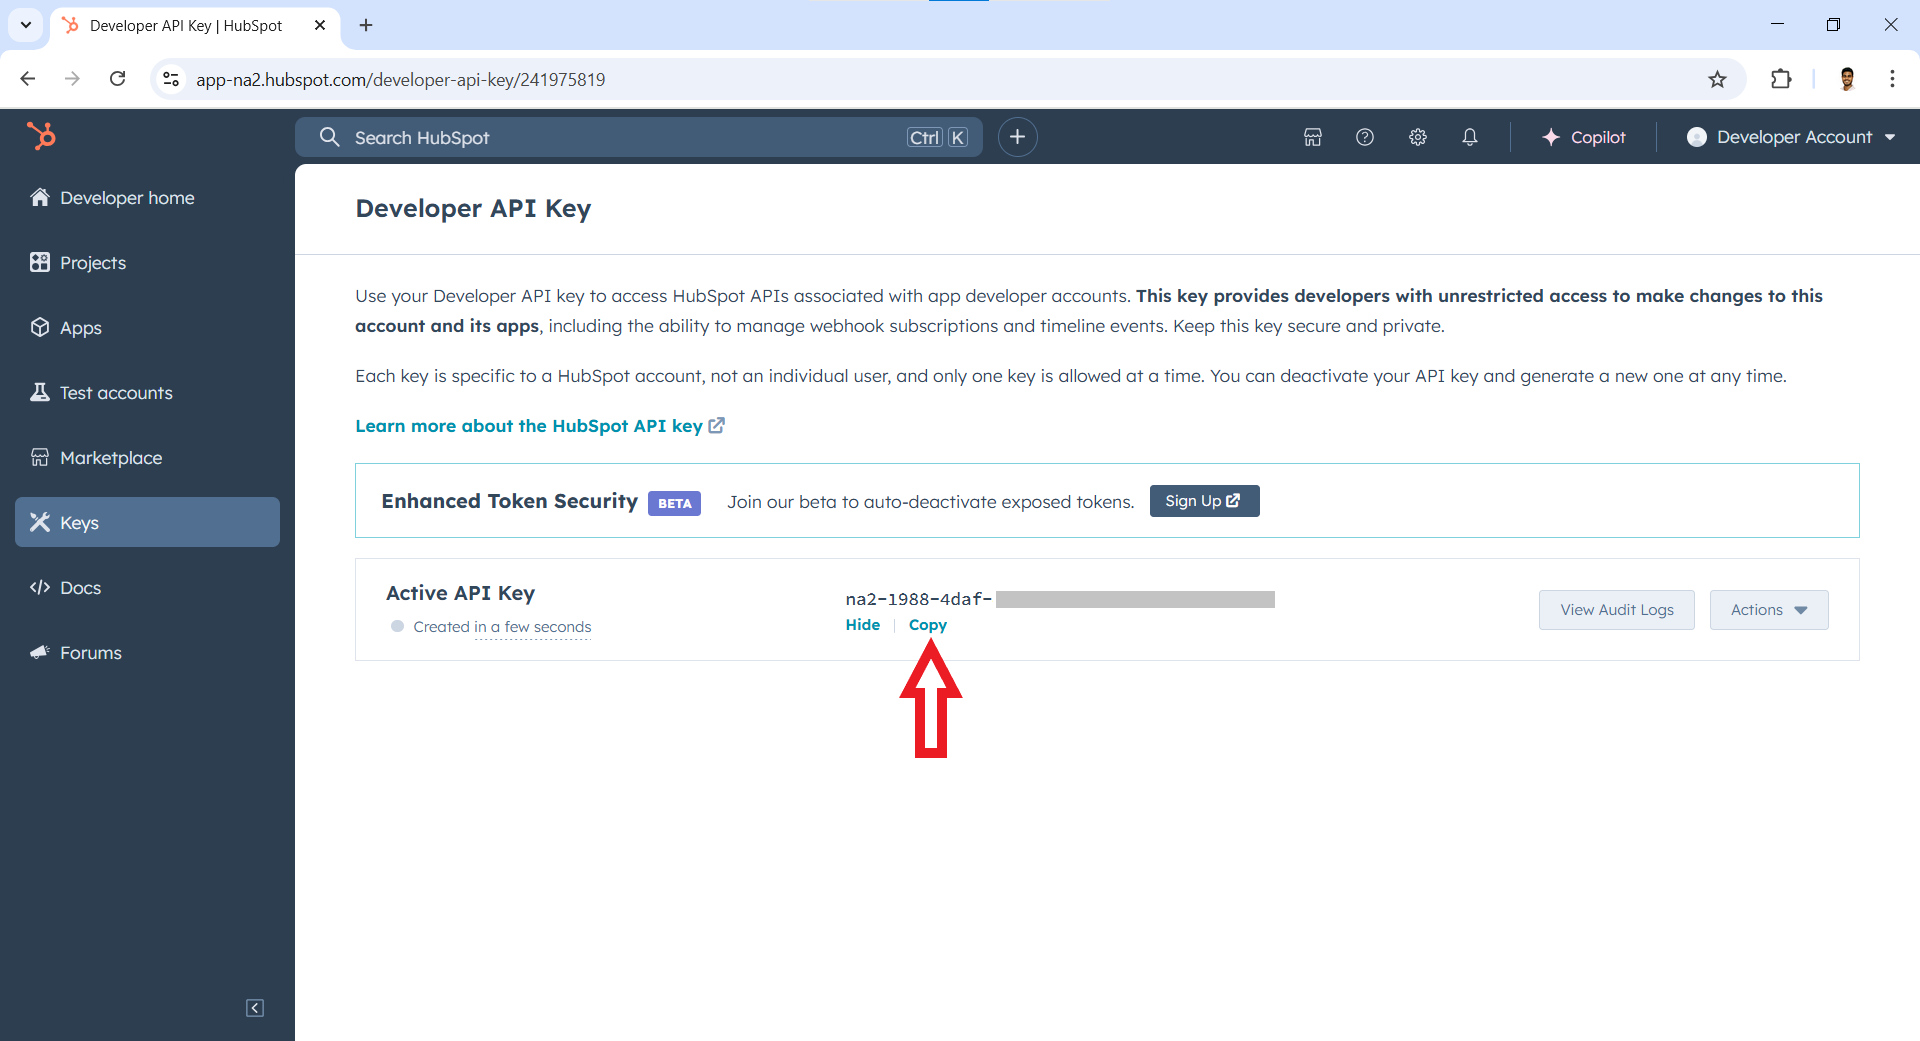 Developer API Key | HubSpot
app-na2.hubspot.com/developer-api-key/241975819
Search HubSpot
Ctrl K
Copilot
Developer Account
Developer home
Projects
Apps
Test accounts
Marketplace
Keys
Docs
Forums
Developer API Key
Use your Developer API key to access HubSpot APIs associated with app developer accounts. This key provides developers with unrestricted access to make changes to this
account and its apps, including the ability to manage webhook subscriptions and timeline events. Keep this key secure and private.
Each key is specific to a HubSpot account, not an individual user, and only one key is allowed at a time. You can deactivate your API key and generate a new one at any time.
Learn more about the HubSpot API key
Enhanced Token Security BETA Join our beta to auto-deactivate exposed tokens. Sign Up
Active API Key
Created in a few seconds
na2-1988-4daf-
Hide Copy
View Audit Logs
Actions